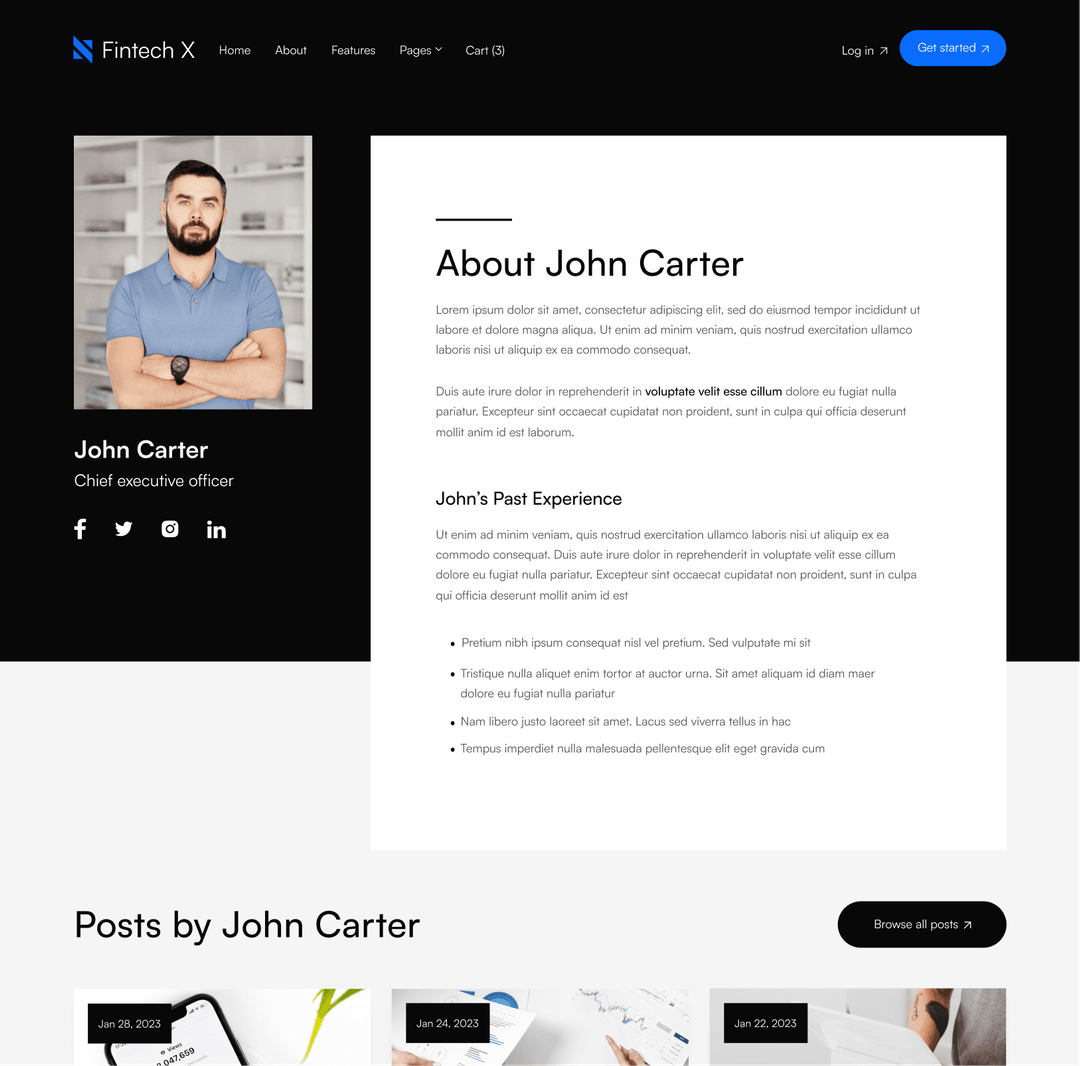 Fintech X Home About Features Pages Cart (3) Log in Get started
John Carter
Chief executive officer
About John Carter
Lorem ipsum dolor sit amet, consectetur adipiscing elit, sed do eiusmod tempor incididunt ut
labore et dolore magna aliqua. Ut enim ad minim veniam, quis nostrud exercitation ullamco
laboris nisi ut aliquip ex ea commodo consequat.
Duis aute irure dolor in reprehenderit in voluptate velit esse cillum dolore eu fugiat nulla
pariatur. Excepteur sint occaecat cupidatat non proident, sunt in culpa qui officia deserunt
mollit anim id est laborum.
John’s Past Experience
Ut enim ad minim veniam, quis nostrud exercitation ullamco laboris nisi ut aliquip ex ea
commodo consequat. Duis aute irure dolor in reprehenderit in voluptate velit esse cillum
dolore eu fugiat nulla pariatur. Excepteur sint occaecat cupidatat non proident, sunt in culpa
qui officia deserunt mollit anim id est
• Pretium nibh ipsum consequat nisl vel pretium. Sed vulputate mi sit
• Tristique nulla aliquet enim tortor at auctor urna. Sit amet aliquam id diam maer
dolore eu fugiat nulla pariatur
• Nam libero justo laoreet sit amet. Lacus sed viverra tellus in hac
• Tempus imperdiet nulla malesuada pellentesque elit eget gravida cum
Posts by John Carter
Browse all posts
Jan 28, 2023 Jan 24, 2023 Jan 22, 2023
Views
047,659